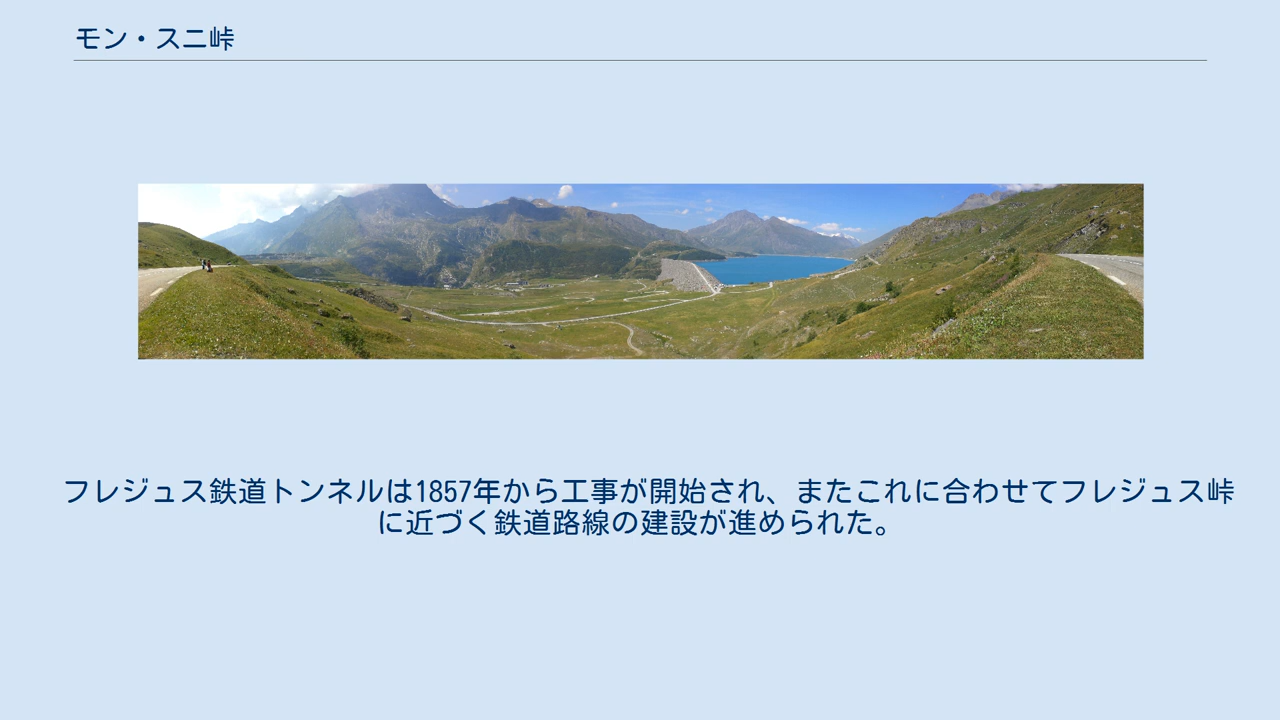 モン・スニ峠
フレジュス鉄道トンネルは1857年から工事が開始され、またこれに合わせてフレジュス峠
に近づく鉄道路線の建設が進められた。